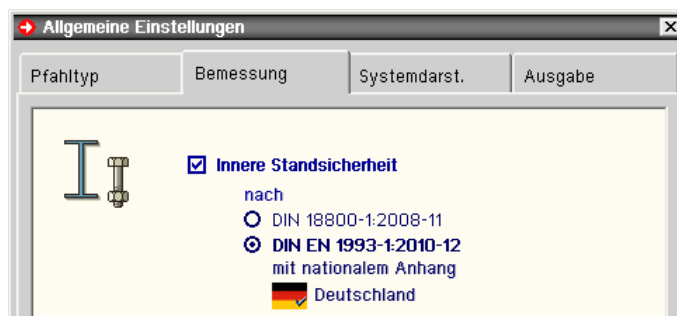 Allgemeine Einstellungen
Pfahltyp Bemessung Systemdarst. Ausgabe
Innere Standsicherheit
nach
DIN 18800-1:2008-11
DIN EN 1993-1:2010-12
mit nationalem Anhang
Deutschland